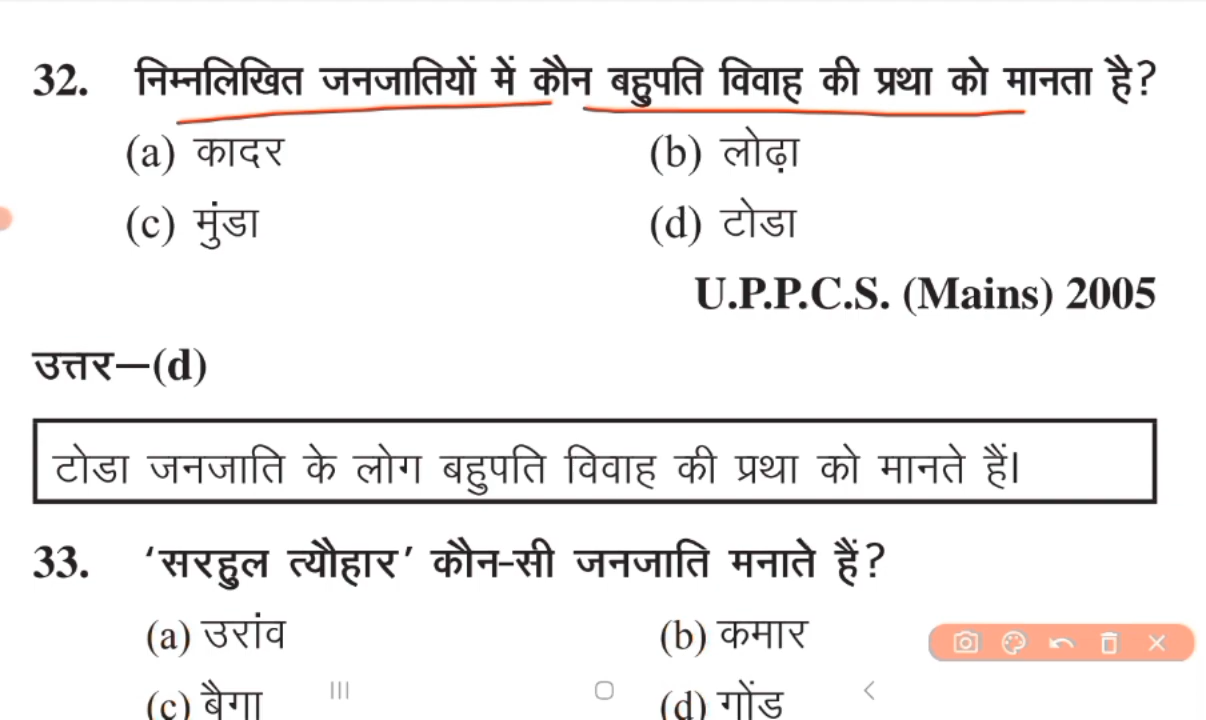 32. निम्नलिखित जनजातियों में कौन बहुपति विवाह की प्रथा को मानता है?
(a) कादर (b) लोढ़ा
(c) मुंडा (d) टोडा
U.P.P.C.S. (Mains) 2005
उत्तर—(d)
टोडा जनजाति के लोग बहुपति विवाह की प्रथा को मानते हैं।
33. ‘सरहुल त्यौहार’ कौन-सी जनजाति मनाते हैं?
(a) उरांव (b) कमार
(c) बैगा (d) गोंड